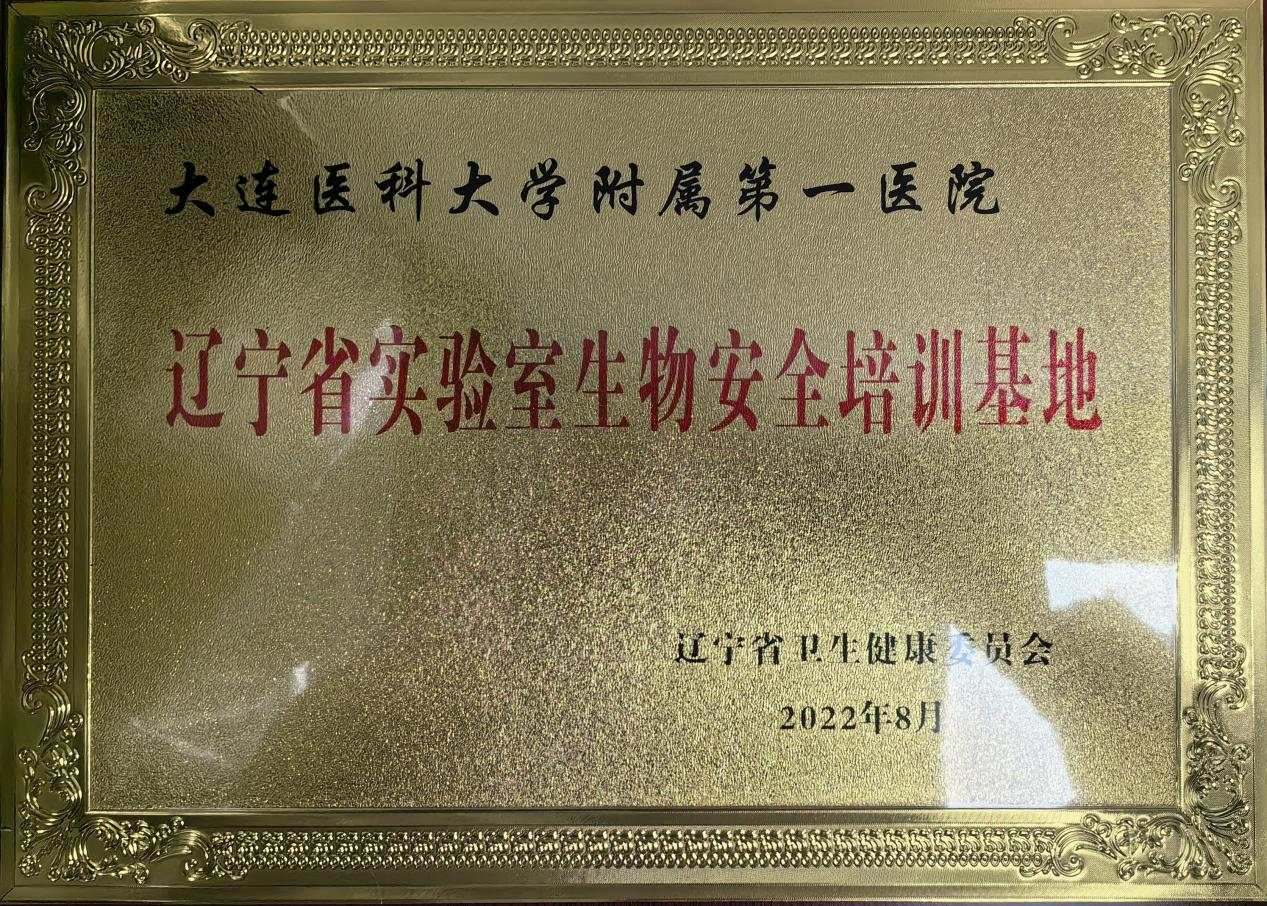 大连医科大学附属第一医院
辽宁省实验室生物安全培训基地
辽宁省卫生健康委员会
2022年8月